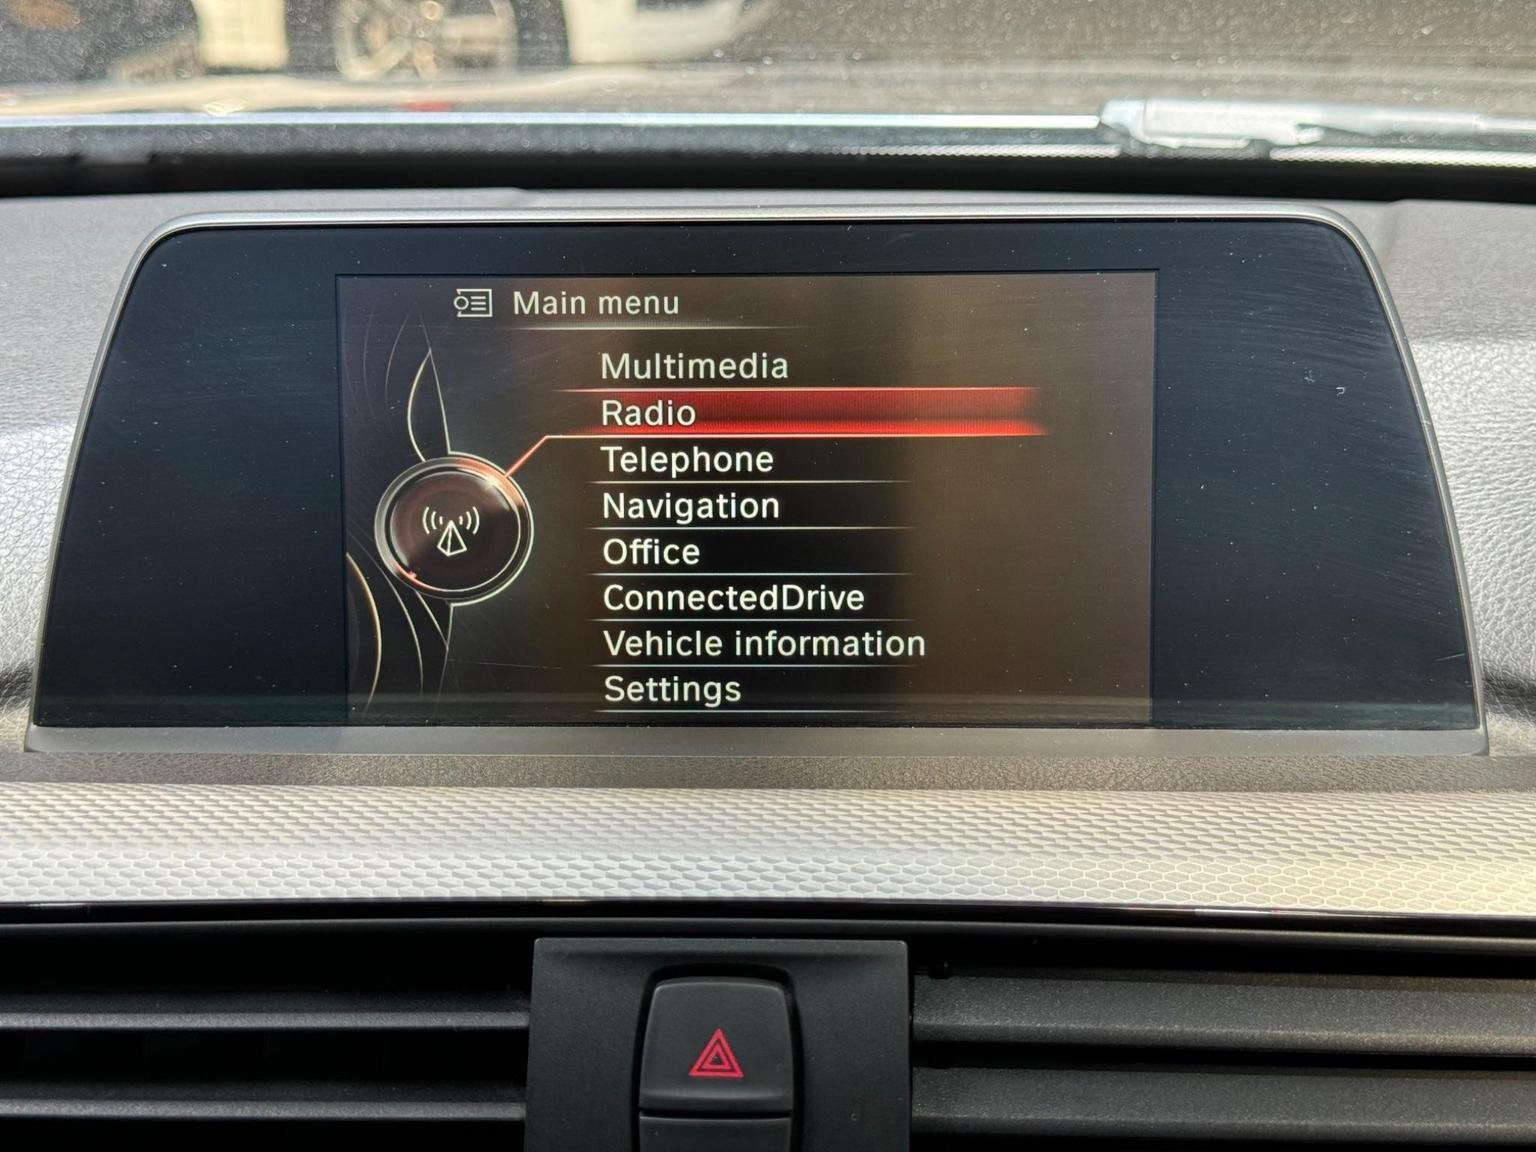 Main menu
Multimedia
Radio
Telephone
Navigation
Office
ConnectedDrive
Vehicle information
Settings